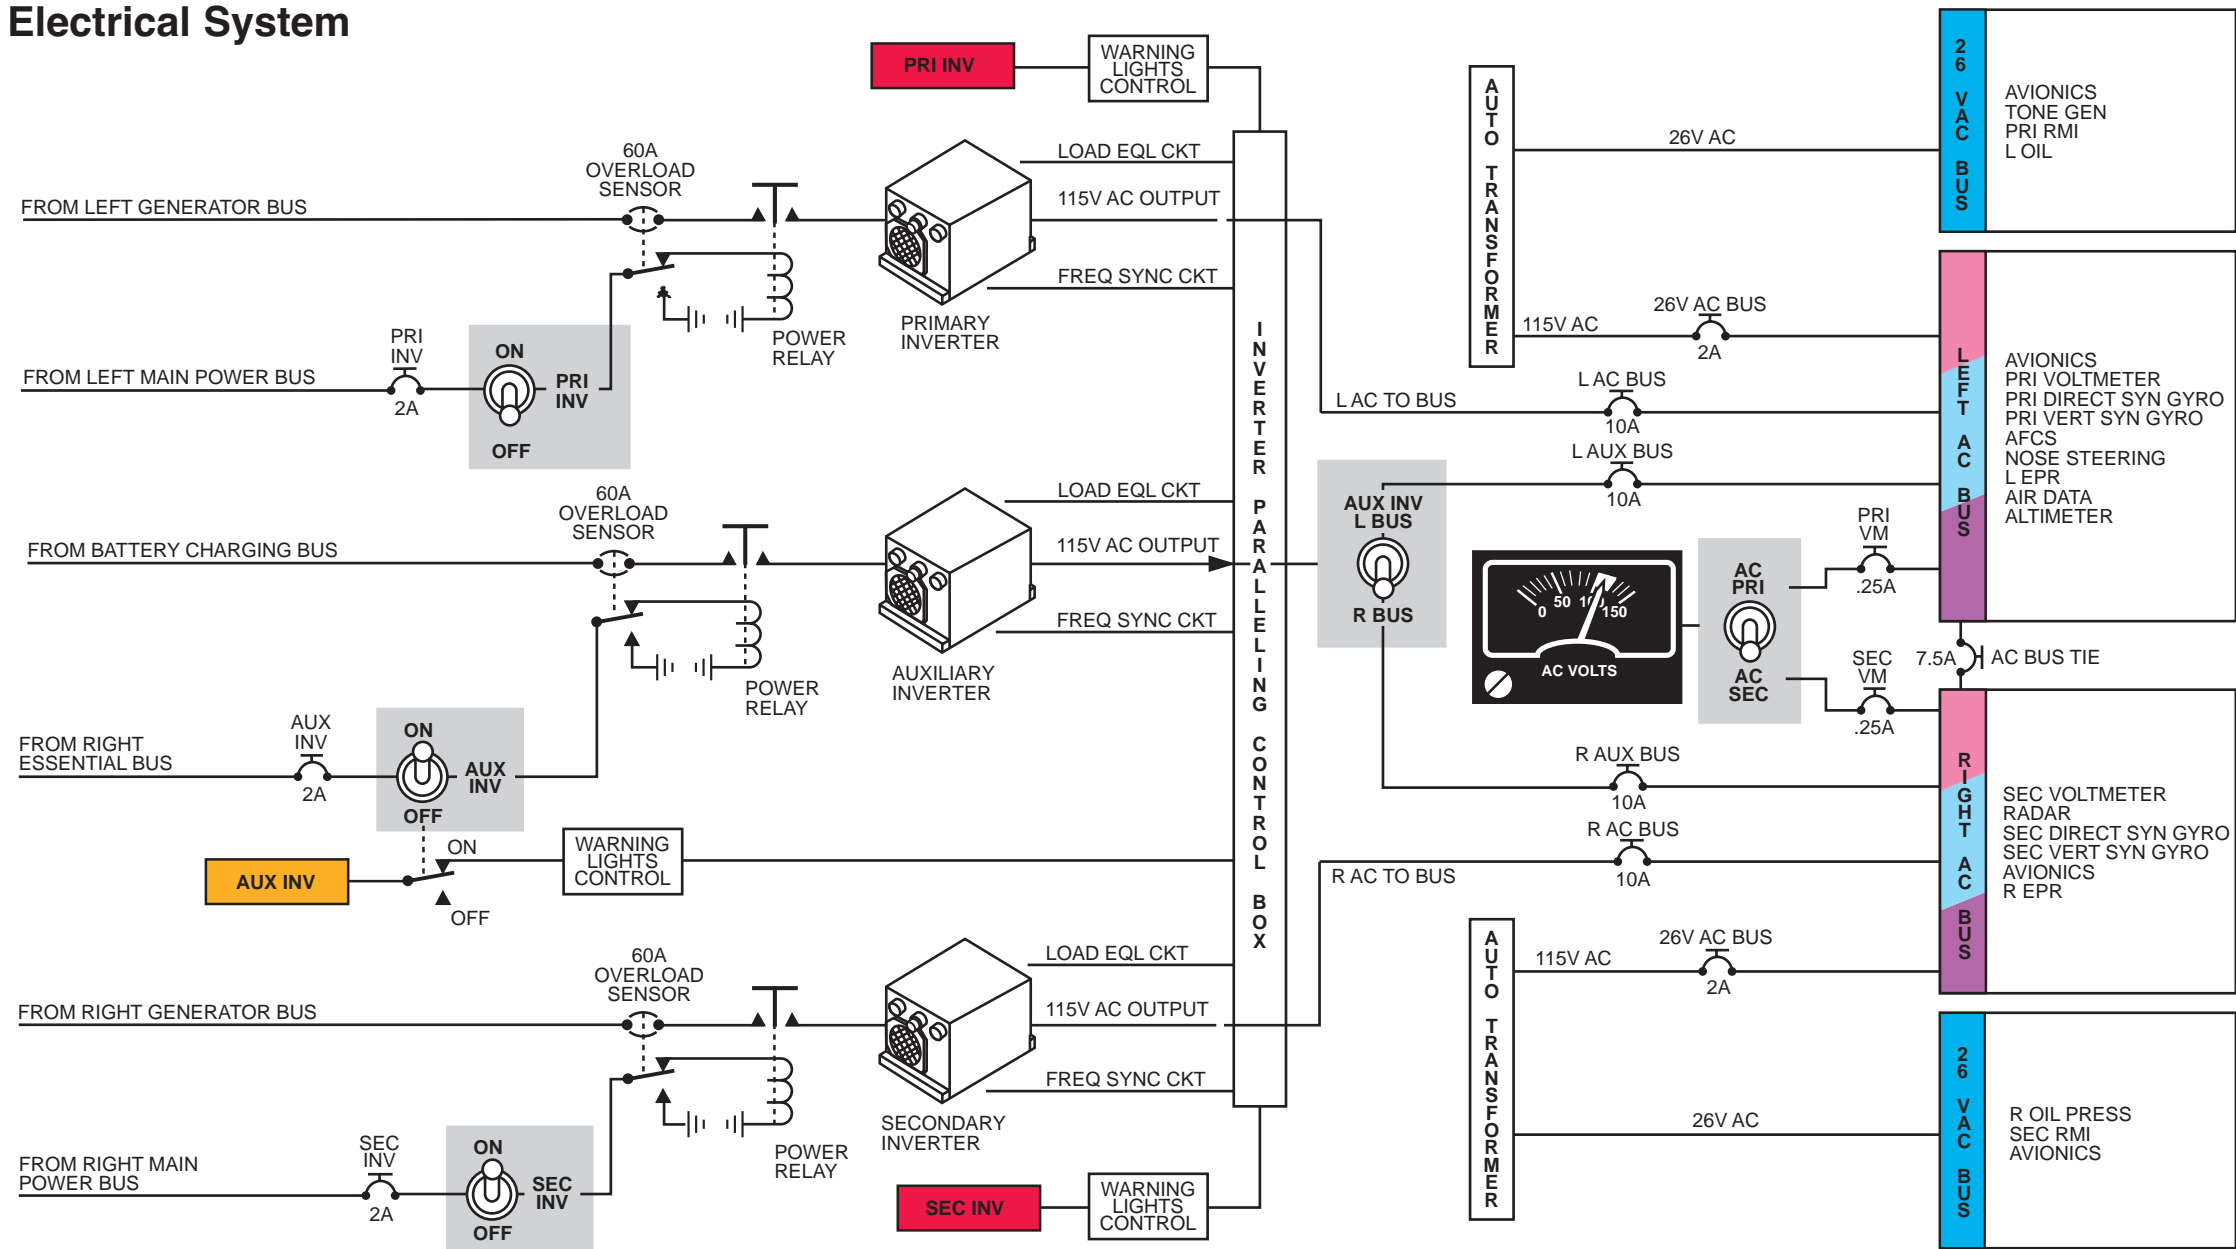 Electrical System
PRI INV
WARNING
LIGHTS
CONTROL
60A
OVERLOAD
SENSOR
FROM LEFT GENERATOR BUS
LOAD EQL CKT
115V AC OUTPUT
FREQ SYNC CKT
PRIMARY
INVERTER
POWER
RELAY
PRI
INV
2A
FROM LEFT MAIN POWER BUS
ON
PRI
INV
OFF
60A
OVERLOAD
SENSOR
FROM BATTERY CHARGING BUS
LOAD EQL CKT
115V AC OUTPUT
FREQ SYNC CKT
AUXILIARY
INVERTER
POWER
RELAY
AUX
INV
2A
FROM RIGHT
ESSENTIAL BUS
ON
AUX
INV
OFF
ON
OFF
AUX INV
WARNING
LIGHTS
CONTROL
60A
OVERLOAD
SENSOR
FROM RIGHT GENERATOR BUS
LOAD EQL CKT
115V AC OUTPUT
FREQ SYNC CKT
SECONDARY
INVERTER
POWER
RELAY
SEC
INV
2A
FROM RIGHT MAIN
POWER BUS
ON
SEC
INV
OFF
SEC INV
WARNING
LIGHTS
CONTROL
INVERTER PARALLELING CONTROL BOX
AUTO TRANSFORMER
26V AC
115V AC
26V AC BUS
2A
L AC TO BUS
L AC BUS
10A
L AUX BUS
10A
AUX INV
L BUS
R BUS
0 50 100 150
AC VOLTS
AC
PRI
AC
SEC
PRI
VM
.25A
SEC
VM
.25A
7.5A
AC BUS TIE
R AUX BUS
10A
R AC BUS
10A
R AC TO BUS
AUTO TRANSFORMER
115V AC
26V AC BUS
2A
26V AC
26 VAC BUS
AVIONICS
TONE GEN
PRI RMI
L OIL
LEFT AC BUS
AVIONICS
PRI VOLTMETER
PRI DIRECT SYN GYRO
PRI VERT SYN GYRO
AFCS
NOSE STEERING
L EPR
AIR DATA
ALTIMETER
RIGHT AC BUS
SEC VOLTMETER
RADAR
SEC DIRECT SYN GYRO
SEC VERT SYN GYRO
AVIONICS
R EPR
26 VAC BUS
R OIL PRESS
SEC RMI
AVIONICS